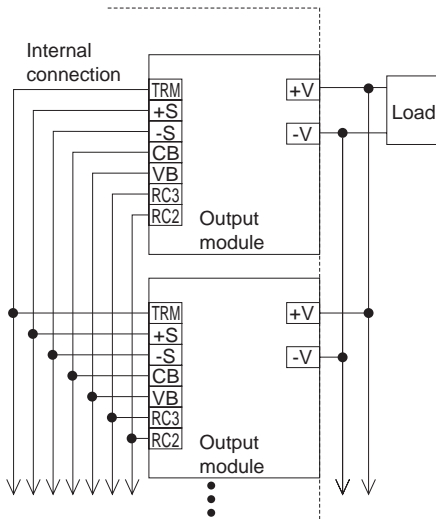 Internal
connection
TRM
+S
-S
CB
VB
RC3
RC2
+V
-V
Output
module
Load
TRM
+S
-S
CB
VB
RC3
RC2
+V
-V
Output
module